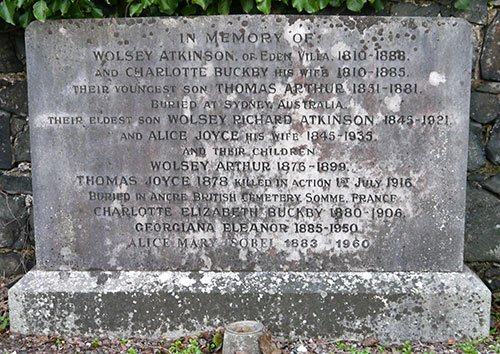 IN MEMORY OF
WOLSEY ATKINSON, OF EDEN VILLA, 1810-1888.
AND CHARLOTTE BUCKBY HIS WIFE 1810-1885.
THEIR YOUNGEST SON THOMAS ARTHUR 1851-1881.
BURIED AT SYDNEY, AUSTRALIA.
THEIR ELDEST SON WOLSEY RICHARD ATKINSON, 1845-1921.
AND ALICE JOYCE HIS WIFE 1845-1935.
AND THEIR CHILDREN
WOLSEY ARTHUR 1876-1899.
THOMAS JOYCE 1878 KILLED IN ACTION 1ST JULY 1916.
BURIED IN ANCRE BRITISH CEMETERY, SOMME, FRANCE.
CHARLOTTE ELIZABETH BUCKBY 1880-1906.
GEORGIANA ELEANOR 1885-1950.
ALICE MARY ISOBEL 1883 - 1960